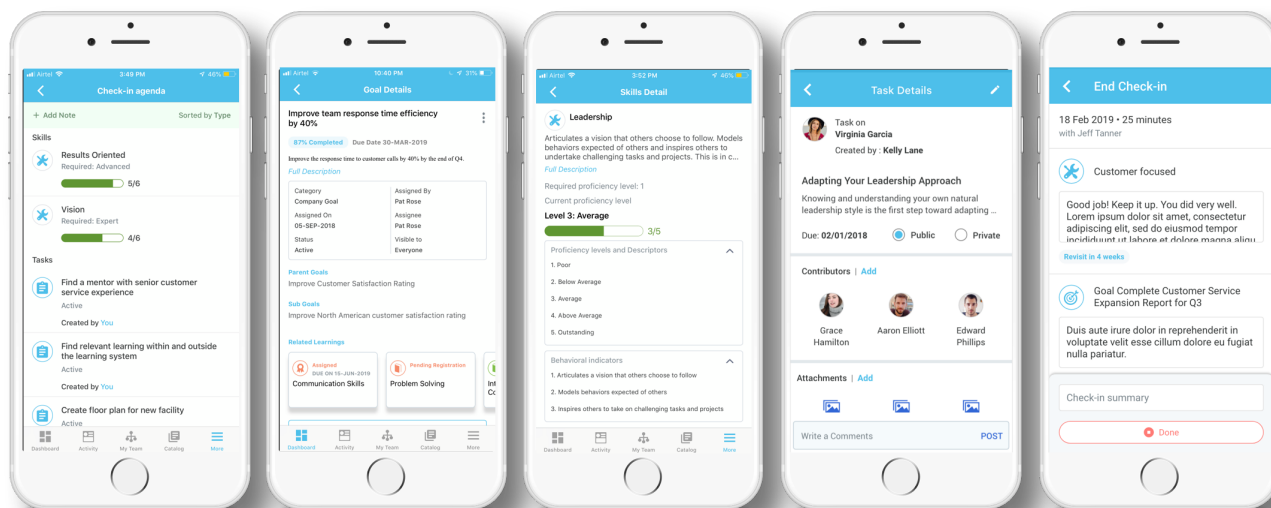 Airtel 3:49 PM 46%
Check-in agenda
+ Add Note Sorted by Type
Skills
Results Oriented
Required: Advanced
5/6
Vision
Required: Expert
4/6
Tasks
Find a mentor with senior customer
service experience
Active
Created by You
Find relevant learning within and outside
the learning system
Active
Created by You
Create floor plan for new facility
Active
Dashboard Activity My Team Catalog More
Airtel 10:40 PM 31%
Goal Details
Improve team response time efficiency
by 40%
87% Completed Due Date 30-MAR-2019
Improve the response time to customer calls by 40% by the end of Q4.
Full Description
Category Assigned By
Company Goal Pat Rose
Assigned On Assignee
05-SEP-2018 Pat Rose
Status Visible to
Active Everyone
Parent Goals
Improve Customer Satisfaction Rating
Sub Goals
Improve North American customer satisfaction rating
Related Learnings
Assigned Pending Registration
DUE ON 15-JUN-2019
Communication Skills Problem Solving
Dashboard Activity My Team Catalog More
Airtel 3:52 PM 46%
Skills Detail
Leadership
Articulates a vision that others choose to follow. Models
behaviors expected of others and inspires others to
undertake challenging tasks and projects. This is in c...
Full Description
Required proficiency level: 1
Current proficiency level
Level 3: Average
3/5
Proficiency levels and Descriptors
1. Poor
2. Below Average
3. Average
4. Above Average
5. Outstanding
Behavioral indicators
1. Articulates a vision that others choose to follow
2. Models behaviors expected of others
3. Inspires others to take on challenging tasks and projects
Dashboard Activity My Team Catalog More
Task Details
Task on
Virginia Garcia
Created by : Kelly Lane
Adapting Your Leadership Approach
Knowing and understanding your own natural
leadership style is the first step toward adapting ...
Due: 02/01/2018 Public Private
Contributors | Add
Grace Aaron Elliott Edward
Hamilton Phillips
Attachments | Add
Write a Comments POST
End Check-in
18 Feb 2019 • 25 minutes
with Jeff Tanner
Customer focused
Good job! Keep it up. You did very well.
Lorem ipsum dolor sit amet, consectetur
adipiscing elit, sed do eiusmod tempor
incididunt ut labore et dolore magna aliqu
Revisit in 4 weeks
Goal Complete Customer Service
Expansion Report for Q3
Duis aute irure dolor in reprehenderit in
voluptate velit esse cillum dolore eu fugiat
nulla pariatur.
Check-in summary
Done